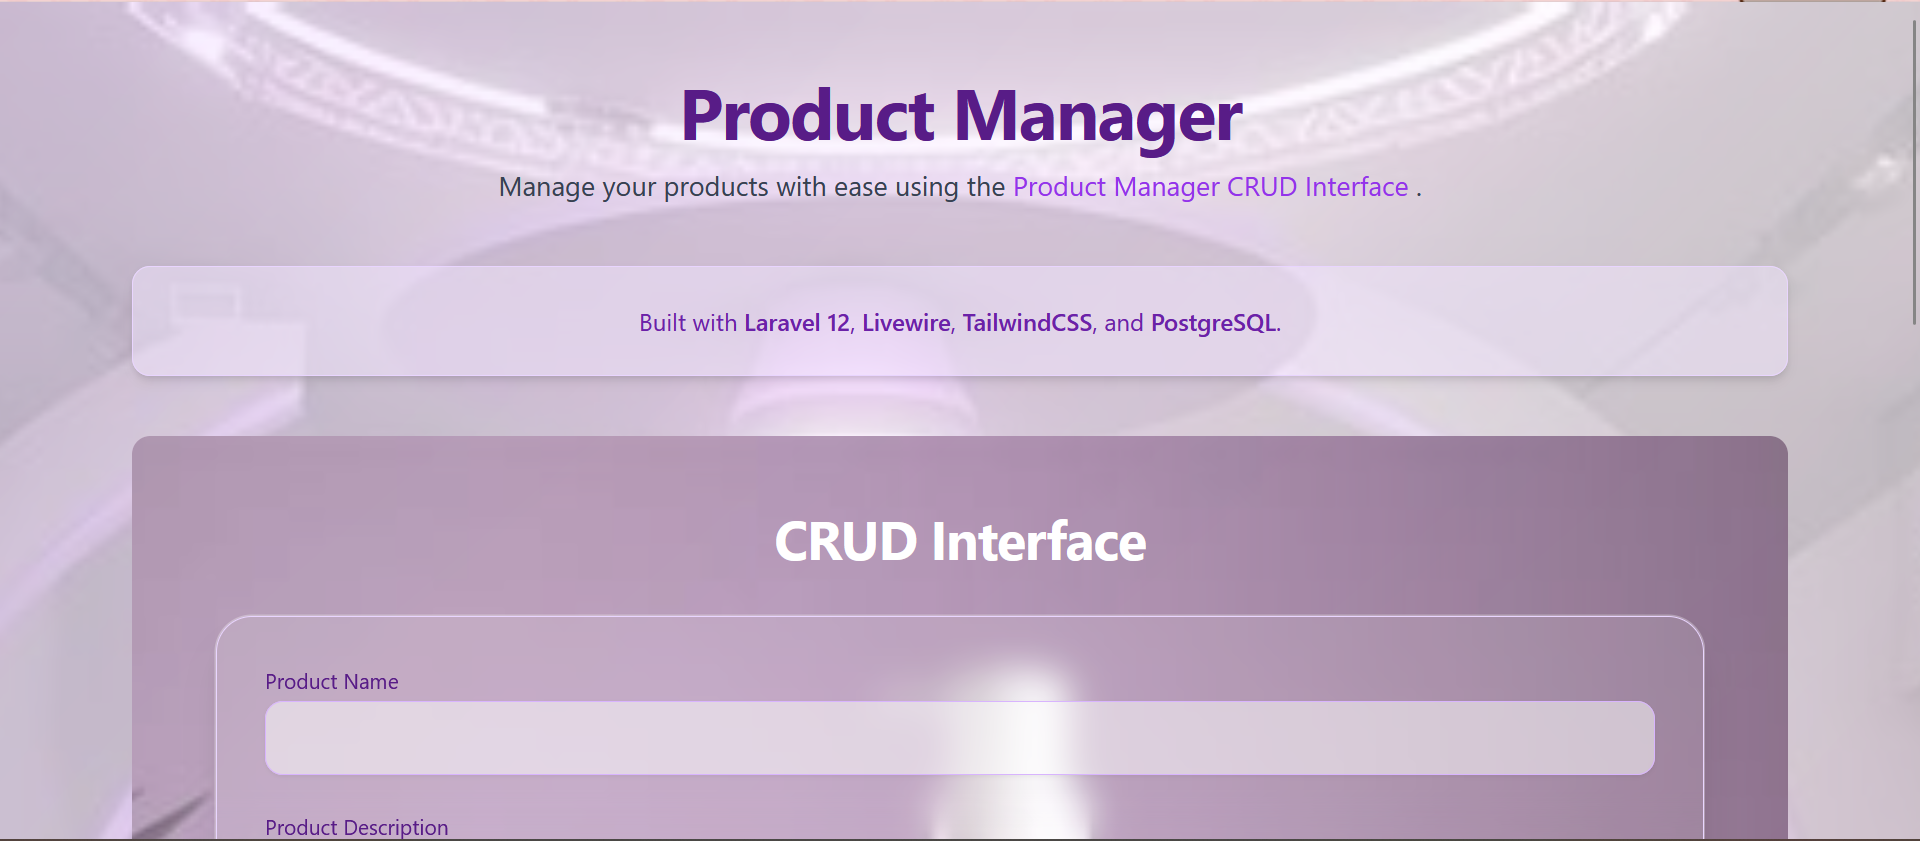 Product Manager
Manage your products with ease using the Product Manager CRUD Interface .
Built with Laravel 12, Livewire, TailwindCSS, and PostgreSQL.
CRUD Interface
Product Name
Product Description